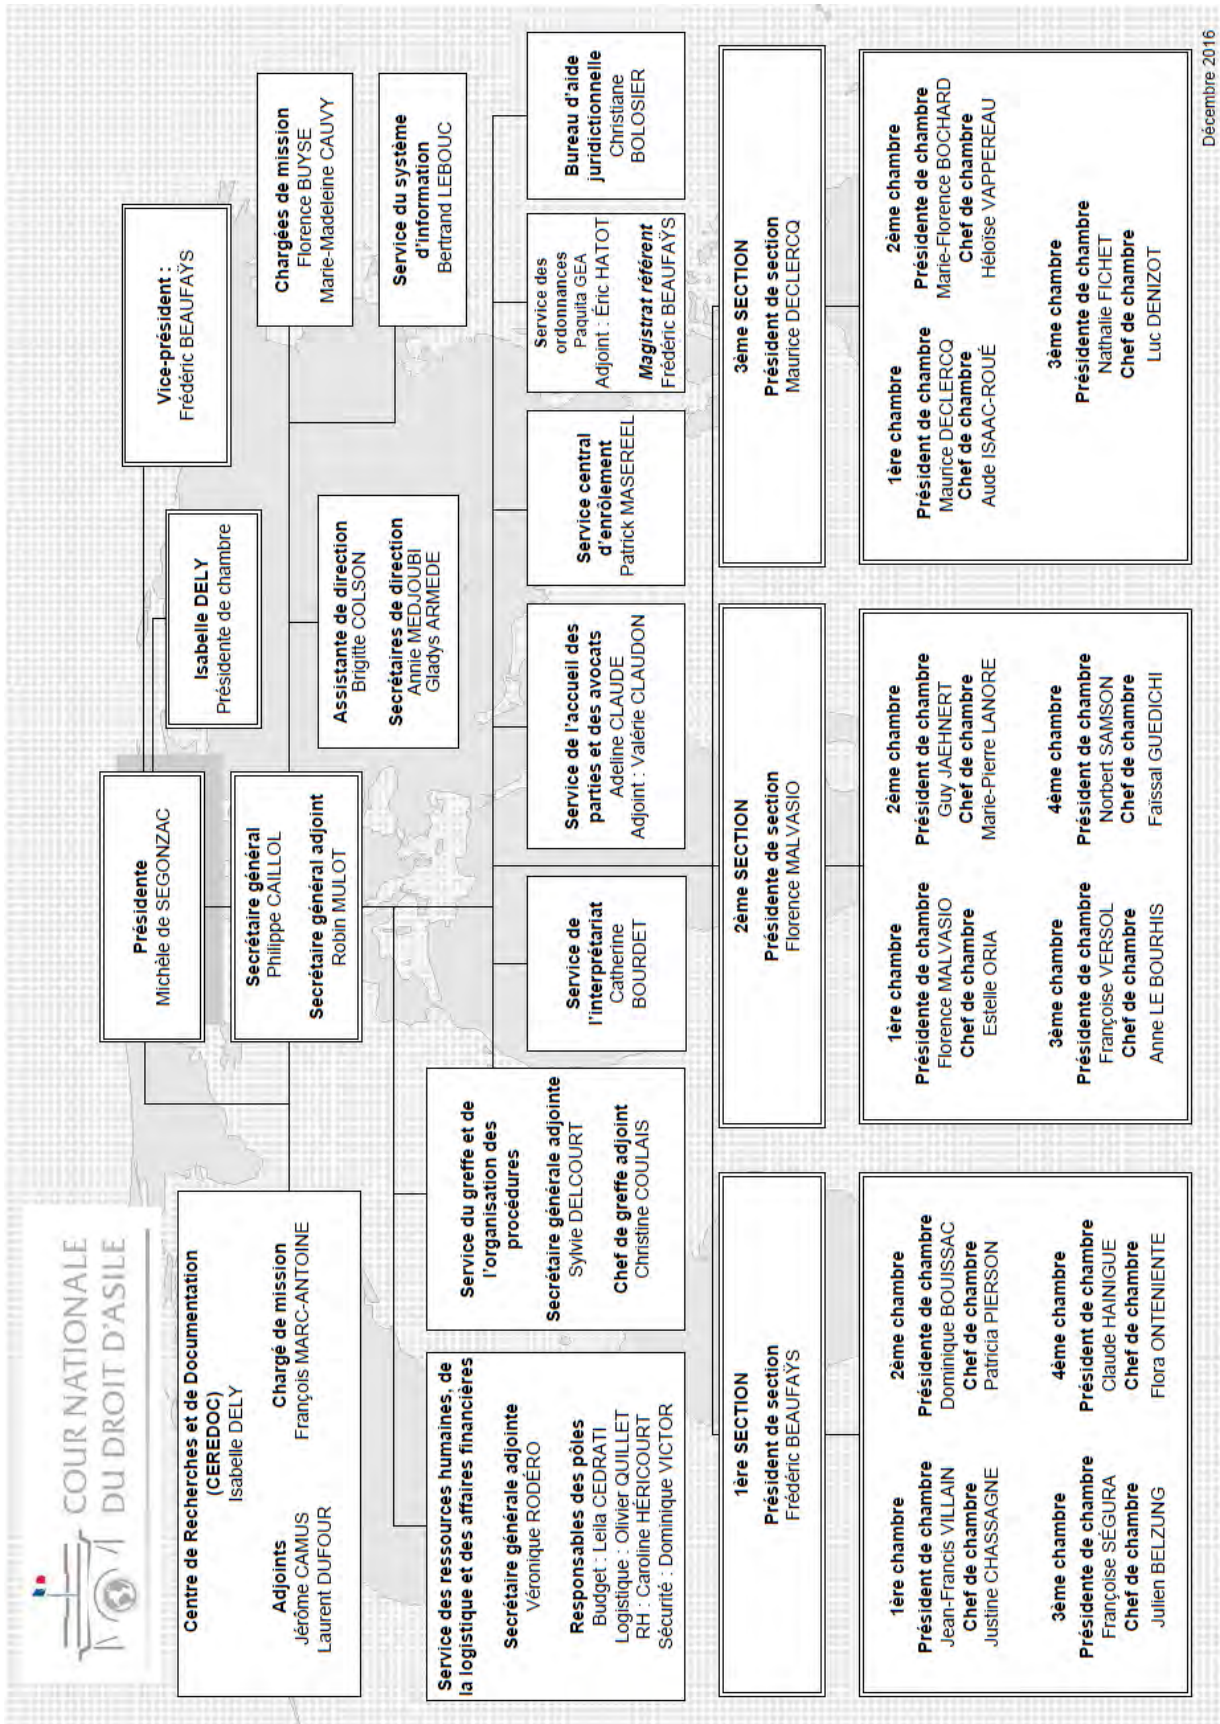 COUR NATIONALE
DU DROIT D'ASILE
Présidente
Michèle de SEGONZAC
Vice-président :
Frédéric BEAUFAŸS
Isabelle DELY
Présidente de chambre
Secrétaire général
Philippe CAILLOL
Secrétaire général adjoint
Robin MULOT
Centre de Recherches et de Documentation
(CEREDOC)
Isabelle DELY
Adjoints
Jérôme CAMUS
Laurent DUFOUR
Chargé de mission
François MARC-ANTOINE
Chargées de mission
Florence BUYSE
Marie-Madeleine CAUVY
Assistante de direction
Brigitte COLSON
Secrétaires de direction
Annie MEDJOUBI
Gladys ARMEDE
Service du système
d'information
Bertrand LEBOUC
Service des ressources humaines, de
la logistique et des affaires financières
Secrétaire générale adjointe
Véronique RODÉRO
Responsables des pôles
Budget : Leila CEDRATI
Logistique : Olivier QUILLET
RH : Caroline HÉRICOURT
Sécurité : Dominique VICTOR
Service du greffe et de
l'organisation des
procédures
Secrétaire générale adjointe
Sylvie DELCOURT
Chef de greffe adjoint
Christine COULAIS
Service de
l'interprétariat
Catherine
BOURDET
Service de l'accueil des
parties et des avocats
Adeline CLAUDE
Adjoint : Valérie CLAUDON
Service central
d'enrôlement
Patrick MASEREEL
Service des
ordonnances
Paquita GEA
Adjoint : Éric HATOT
Magistrat référent
Frédéric BEAUFAŸS
Bureau d'aide
juridictionnelle
Christiane
BOLOSIER
1ère SECTION
Président de section
Frédéric BEAUFAŸS
2ème SECTION
Présidente de section
Florence MALVASIO
3ème SECTION
Président de section
Maurice DECLERCQ
1ère chambre
Président de chambre
Jean-Francis VILLAIN
Chef de chambre
Justine CHASSAGNE
2ème chambre
Présidente de chambre
Dominique BOUISSAC
Chef de chambre
Patricia PIERSON
3ème chambre
Présidente de chambre
Françoise SÉGURA
Chef de chambre
Julien BELZUNG
4ème chambre
Président de chambre
Claude HAINIGUE
Chef de chambre
Flora ONTENIENTE
1ère chambre
Présidente de chambre
Florence MALVASIO
Chef de chambre
Estelle ORIA
2ème chambre
Président de chambre
Guy JAEHNERT
Chef de chambre
Marie-Pierre LANORE
3ème chambre
Présidente de chambre
Françoise VERSOL
Chef de chambre
Anne LE BOURHIS
4ème chambre
Président de chambre
Norbert SAMSON
Chef de chambre
Faïssal GUEDICHI
1ère chambre
Président de chambre
Maurice DECLERCQ
Chef de chambre
Aude ISAAC-ROUÉ
2ème chambre
Présidente de chambre
Marie-Florence BOCHARD
Chef de chambre
Héloïse VAPPEREAU
3ème chambre
Présidente de chambre
Nathalie FICHET
Chef de chambre
Luc DENIZOT
Décembre 2016